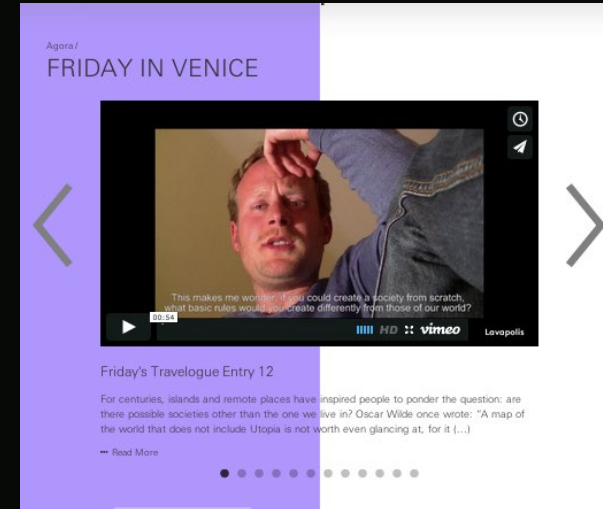 Agora/
FRIDAY IN VENICE
This makes me wonder, if you could create a society from scratch,
what basic rules would you create differently from those of our world?
00:54
HD vimeo
Lavapolis
Friday's Travelogue Entry 12
For centuries, islands and remote places have inspired people to ponder the question: are
there possible societies other than the one we live in? Oscar Wilde once wrote: “A map of
the world that does not include Utopia is not worth even glancing at, for it (...)
Read More